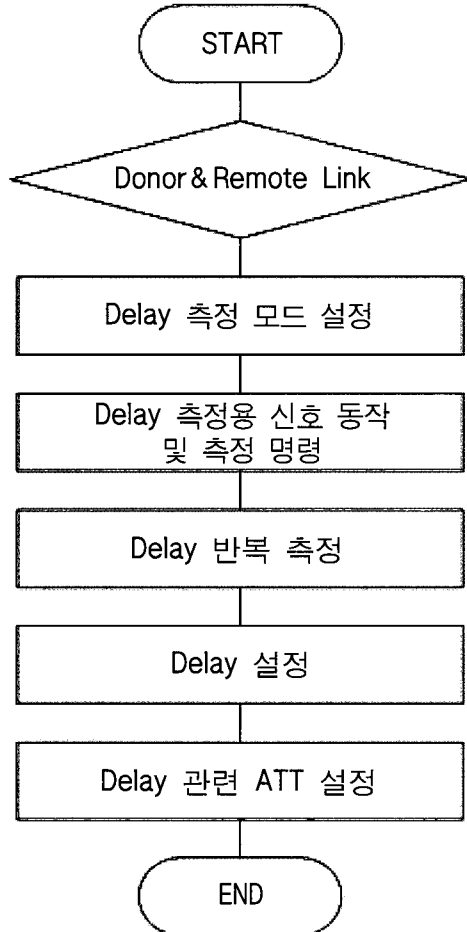 START
Donor & Remote Link
Delay 측정 모드 설정
Delay 측정용 신호 동작
및 측정 명령
Delay 반복 측정
Delay 설정
Delay 관련 ATT 설정
END